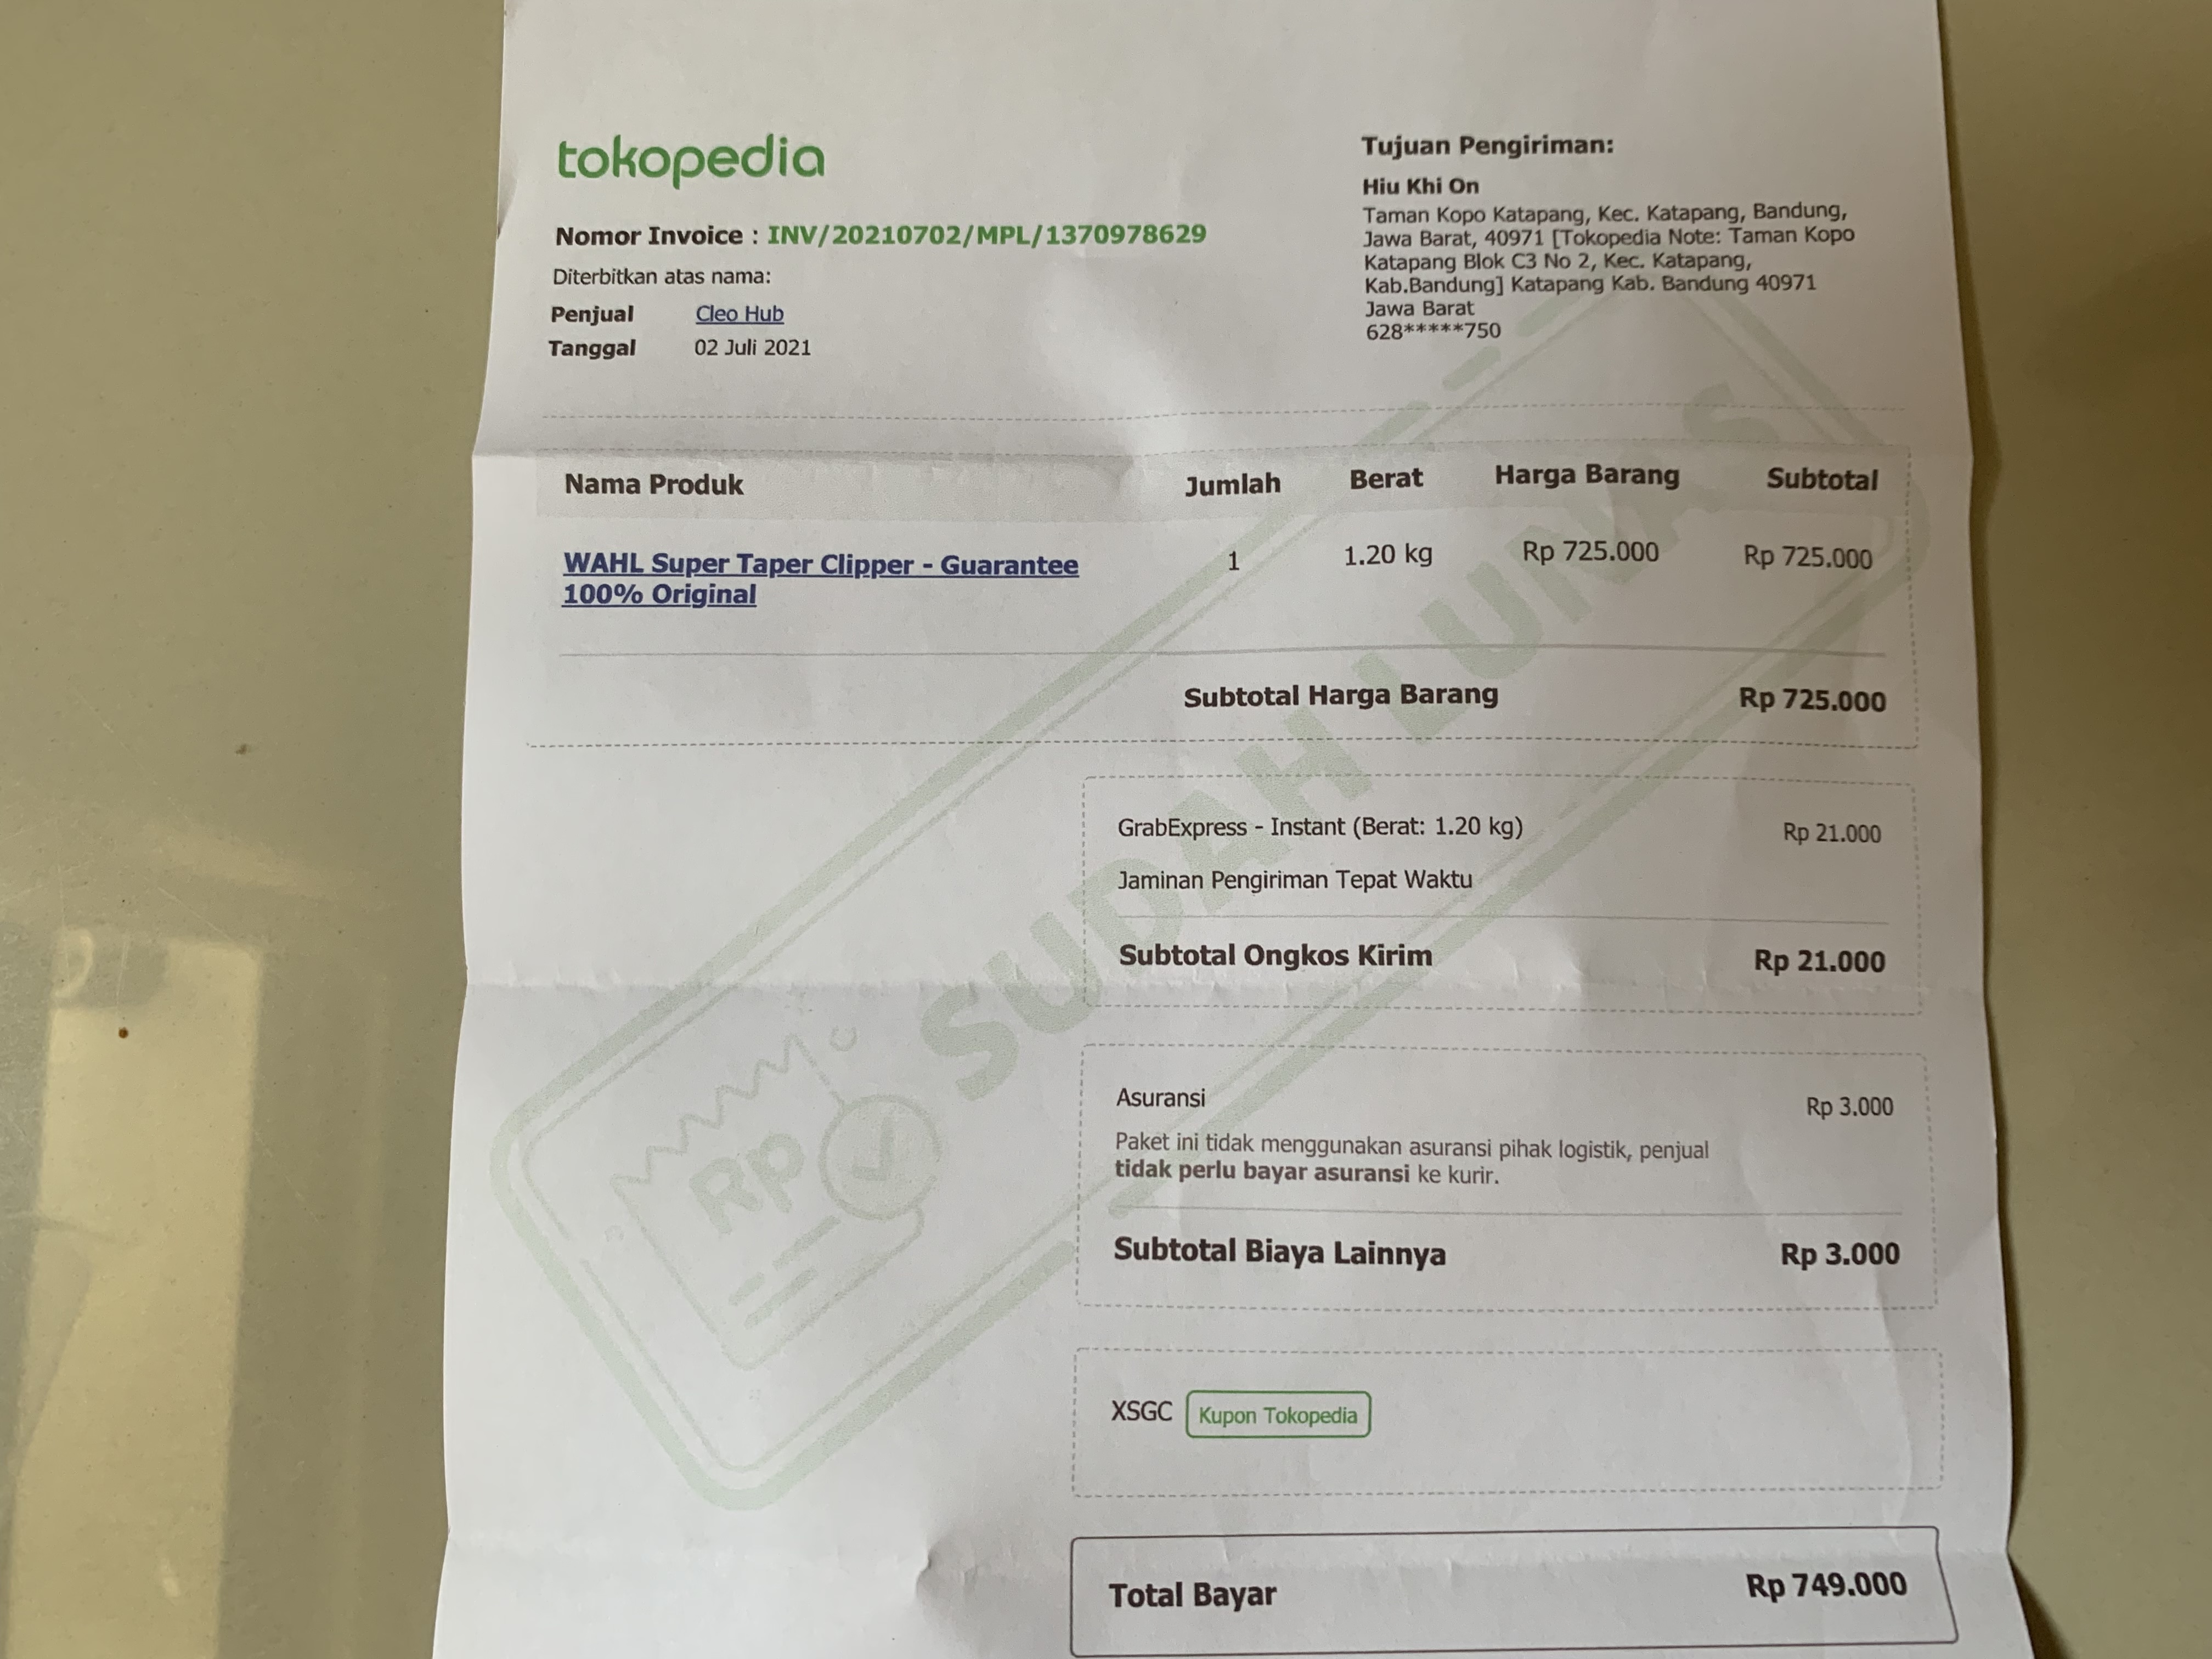 tokopedia
Nomor Invoice : INV/20210702/MPL/1370978629
Diterbitkan atas nama:
Penjual Cleo Hub
Tanggal 02 Juli 2021
Tujuan Pengiriman:
Hiu Khi On
Taman Kopo Katapang, Kec. Katapang, Bandung,
Jawa Barat, 40971 [Tokopedia Note: Taman Kopo
Katapang Blok C3 No 2, Kec. Katapang,
Kab.Bandung] Katapang Kab. Bandung 40971
Jawa Barat
628*****750
Nama Produk Jumlah Berat Harga Barang Subtotal
WAHL Super Taper Clipper - Guarantee 1 1.20 kg Rp 725.000 Rp 725.000
100% Original
Subtotal Harga Barang Rp 725.000
GrabExpress - Instant (Berat: 1.20 kg) Rp 21.000
Jaminan Pengiriman Tepat Waktu
Subtotal Ongkos Kirim Rp 21.000
Asuransi Rp 3.000
Paket ini tidak menggunakan asuransi pihak logistik, penjual
tidak perlu bayar asuransi ke kurir.
Subtotal Biaya Lainnya Rp 3.000
XSGC Kupon Tokopedia
Total Bayar Rp 749.000
Rp SUDAH LUNAS